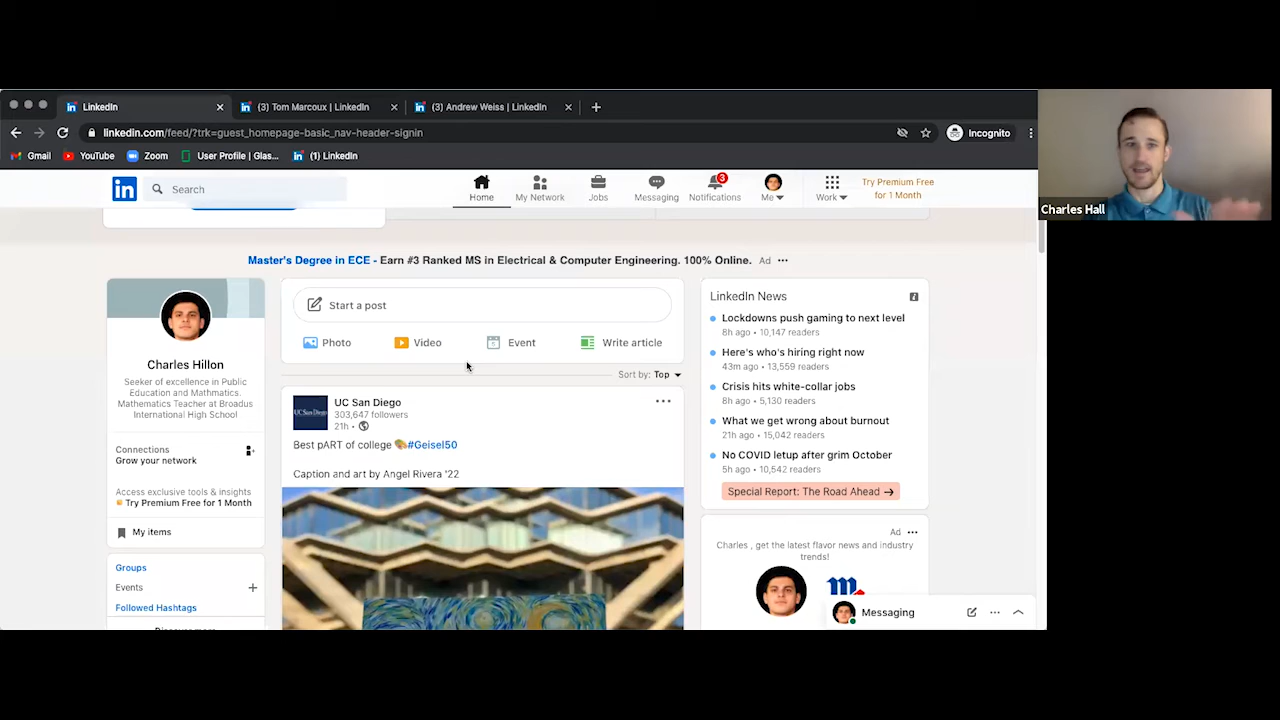 LinkedIn
(3) Tom Marcoux | LinkedIn
(3) Andrew Weiss | LinkedIn
linkedin.com/feed/?trk=guest_homepage-basic_nav-header-signin
Incognito
Gmail
YouTube
Zoom
User Profile | Glas...
(1) LinkedIn
in
Search
Home
My Network
Jobs
Messaging
3
Notifications
Me
Work
Try Premium Free
for 1 Month
Charles Hall
Master's Degree in ECE - Earn #3 Ranked MS in Electrical & Computer Engineering. 100% Online. Ad
Charles Hillon
Seeker of excellence in Public
Education and Mathmatics.
Mathematics Teacher at Broadus
International High School
Connections
Grow your network
Access exclusive tools & insights
Try Premium Free for 1 Month
My items
Groups
Events
Followed Hashtags
Discover more
Start a post
Photo
Video
Event
Write article
Sort by: Top
UC San Diego
UC San Diego
303,647 followers
21h •
Best pART of college 🎨#Geisel50
Caption and art by Angel Rivera '22
LinkedIn News
Lockdowns push gaming to next level
8h ago • 10,147 readers
Here's who's hiring right now
43m ago • 13,559 readers
Crisis hits white-collar jobs
8h ago • 5,130 readers
What we get wrong about burnout
21h ago • 15,042 readers
No COVID letup after grim October
5h ago • 10,542 readers
Special Report: The Road Ahead →
Ad
Charles , get the latest flavor news and industry
trends!
Messaging